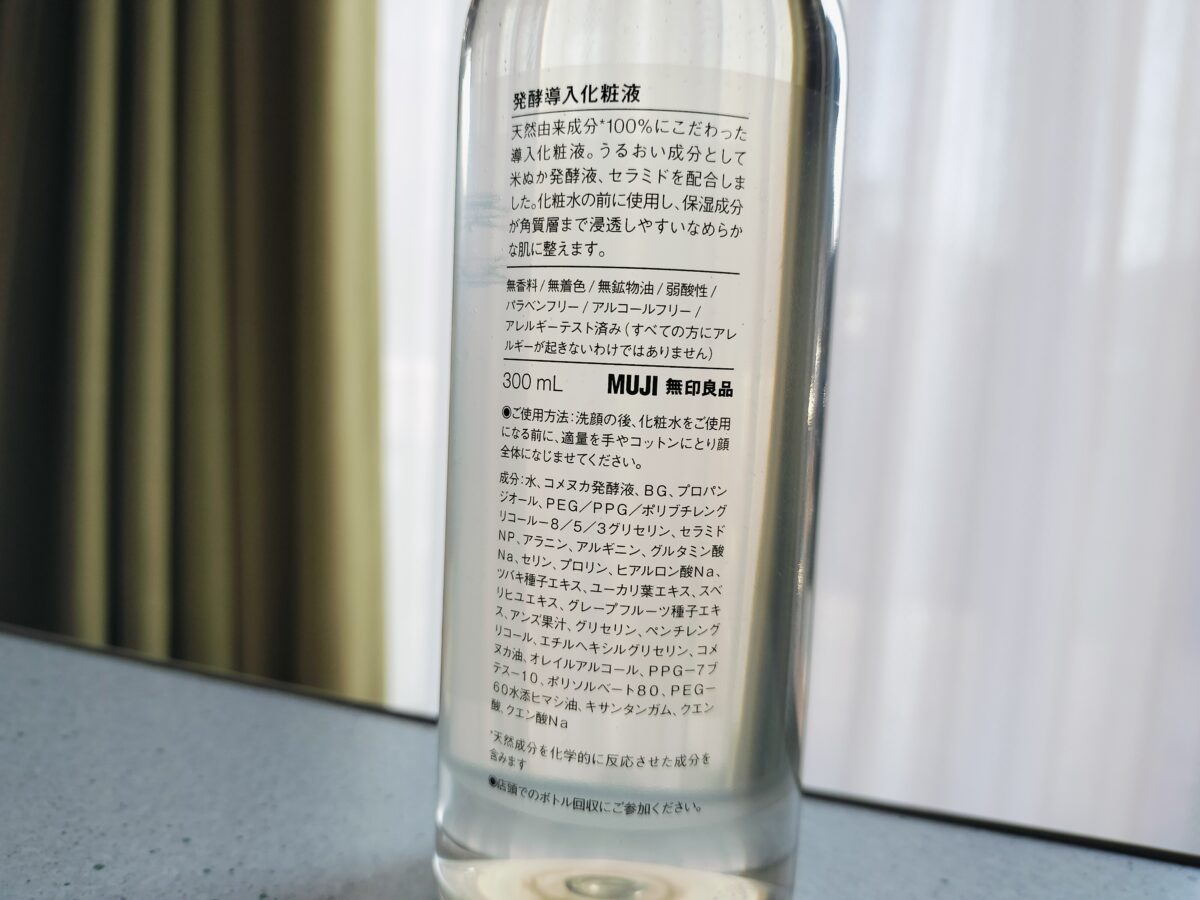 発酵導入化粧液
天然由来成分*100%にこだわった
導入化粧液。うるおい成分として
米ぬか発酵液、セラミドを配合しま
した。化粧水の前に使用し、保湿成分
が角質層まで浸透しやすいなめらか
な肌に整えます。
無香料/無着色/無鉱物油/弱酸性/
パラベンフリー/アルコールフリー/
アレルギーテスト済み(すべての方にアレ
ルギーが起きないわけではありません)
300 mL MUJI 無印良品
◉ご使用方法:洗顔の後、化粧水をご使用
になる前に、適量を手やコットンにとり顔
全体になじませてください。
成分:水、コメヌカ発酵液、BG、プロパン
ジオール、PEG/PPG/ポリブチレング
リコール-8/5/3グリセリン、セラミド
NP、アラニン、アルギニン、グルタミン酸
Na、セリン、プロリン、ヒアルロン酸Na、
ツバキ種子エキス、ユーカリ葉エキス、スベ
リヒユエキス、グレープフルーツ種子エキ
ス、アンズ果汁、グリセリン、ペンチレング
リコール、エチルヘキシルグリセリン、コメ
ヌカ油、オレイルアルコール、PPG-7ブ
テス-10、ポリソルベート80、PEG-
60水添ヒマシ油、キサンタンガム、クエン
酸、クエン酸Na
*天然成分を化学的に反応させた成分を
含みます
◉店頭でのボトル回収にご参加ください。